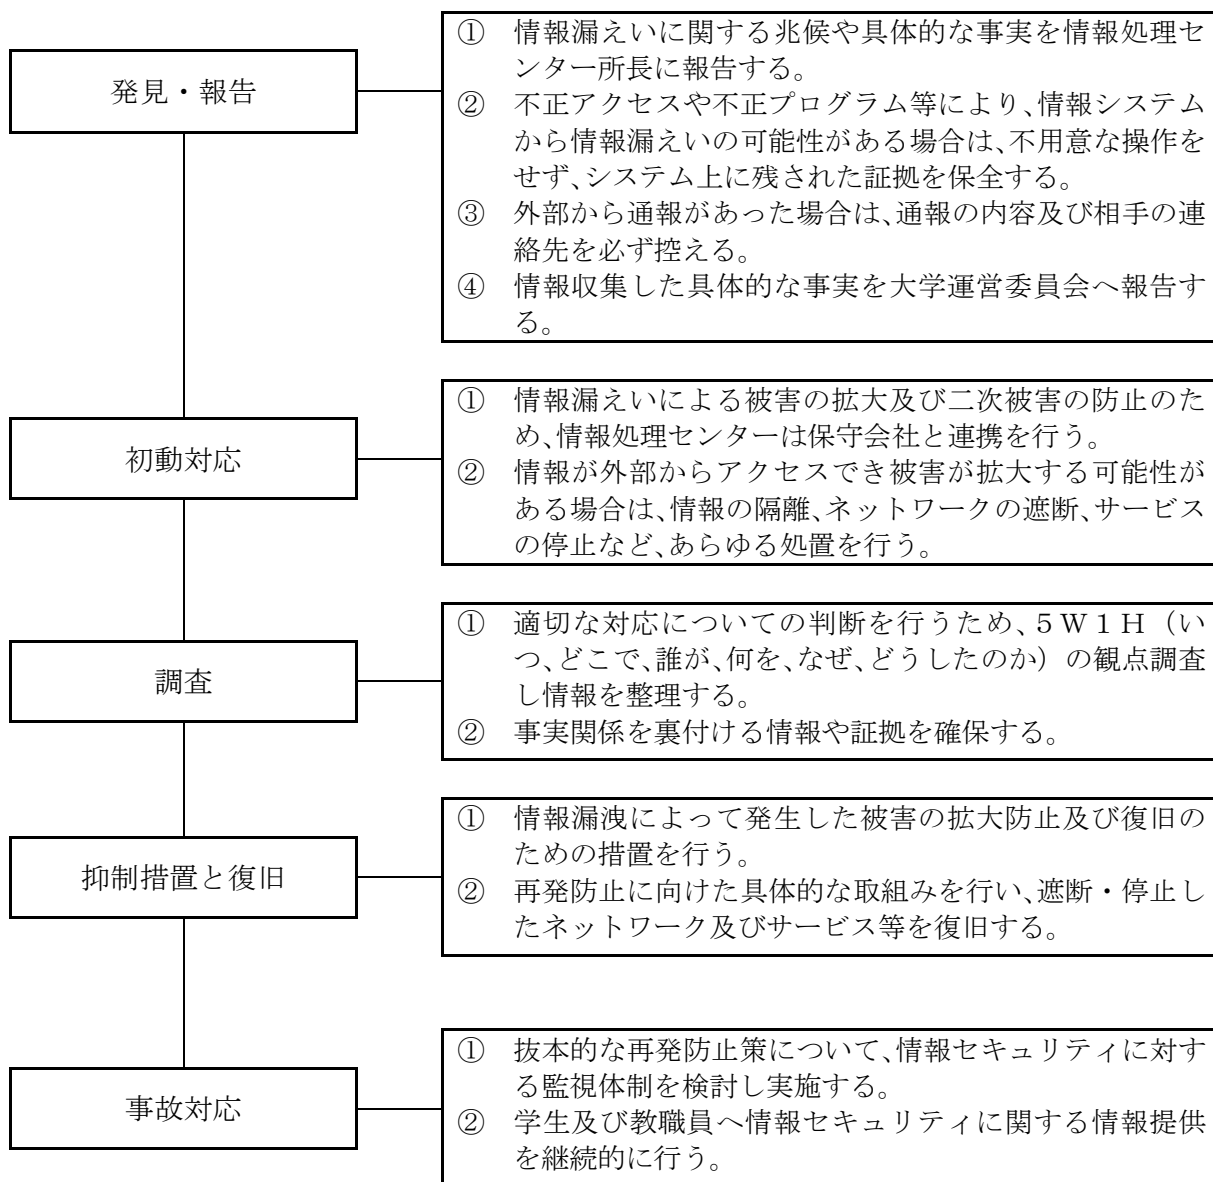 発見・報告
① 情報漏えいに関する兆候や具体的な事実を情報処理セ
ンター所長に報告する。
② 不正アクセスや不正プログラム等により、情報システム
から情報漏えいの可能性がある場合は、不用意な操作を
せず、システム上に残された証拠を保全する。
③ 外部から通報があった場合は、通報の内容及び相手の連
絡先を必ず控える。
④ 情報収集した具体的な事実を大学運営委員会へ報告す
る。
初動対応
① 情報漏えいによる被害の拡大及び二次被害の防止のた
め、情報処理センターは保守会社と連携を行う。
② 情報が外部からアクセスでき被害が拡大する可能性が
ある場合は、情報の隔離、ネットワークの遮断、サービス
の停止など、あらゆる処置を行う。
調査
① 適切な対応についての判断を行うため、５Ｗ１Ｈ（い
つ、どこで、誰が、何を、なぜ、どうしたのか）の観点調査
し情報を整理する。
② 事実関係を裏付ける情報や証拠を確保する。
抑制措置と復旧
① 情報漏洩によって発生した被害の拡大防止及び復旧の
ための措置を行う。
② 再発防止に向けた具体的な取組みを行い、遮断・停止し
たネットワーク及びサービス等を復旧する。
事故対応
① 抜本的な再発防止策について、情報セキュリティに対す
る監視体制を検討し実施する。
② 学生及び教職員へ情報セキュリティに関する情報提供
を継続的に行う。